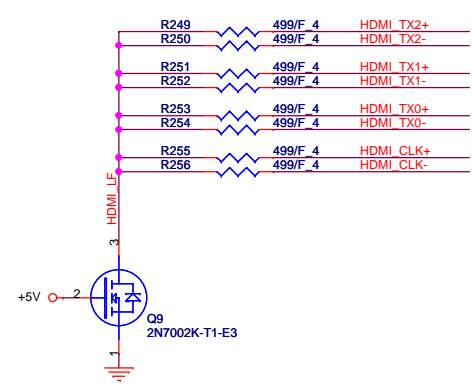 R249 499/F_4 HDMI_TX2+
R250 499/F_4 HDMI_TX2-
R251 499/F_4 HDMI_TX1+
R252 499/F_4 HDMI_TX1-
R253 499/F_4 HDMI_TX0+
R254 499/F_4 HDMI_TX0-
R255 499/F_4 HDMI_CLK+
R256 499/F_4 HDMI_CLK-
HDMI_LF
3
+5V 2
Q9
2N7002K-T1-E3
1